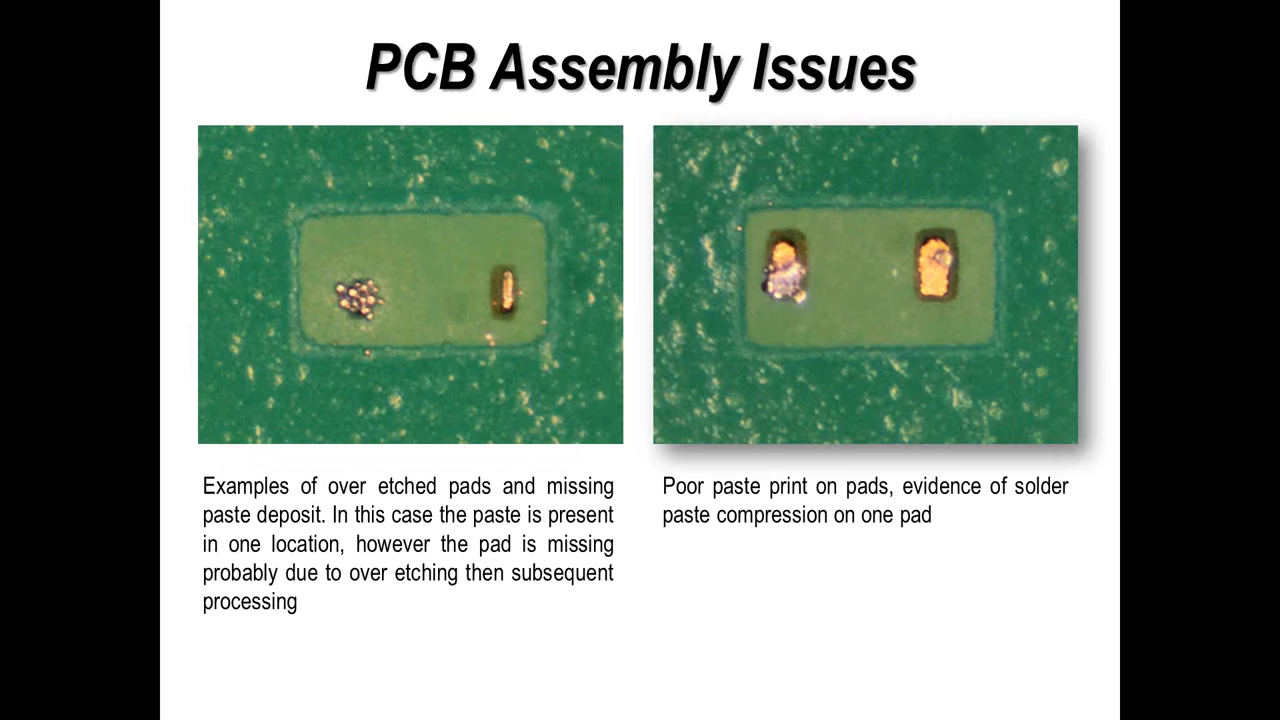 PCB Assembly Issues
Examples of over etched pads and missing
paste deposit. In this case the paste is present
in one location, however the pad is missing
probably due to over etching then subsequent
processing
Poor paste print on pads, evidence of solder
paste compression on one pad